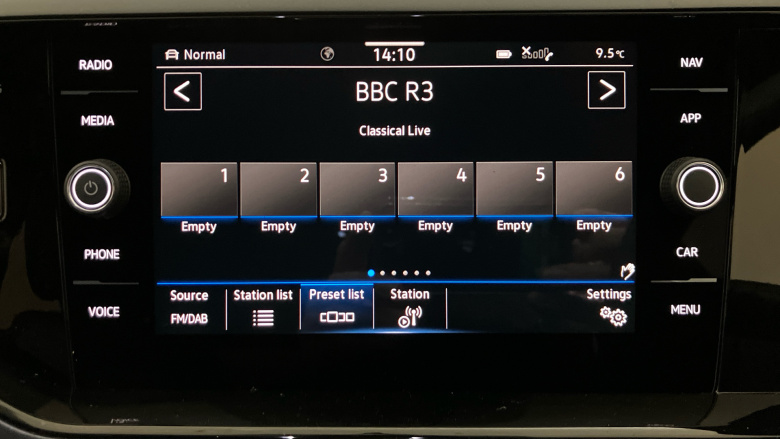 RADIO
MEDIA
PHONE
VOICE
Normal 14:10 9.5°C
< BBC R3 >
Classical Live
1 2 3 4 5 6
Empty Empty Empty Empty Empty Empty
Source Station list Preset list Station Settings
FM/DAB
NAV
APP
CAR
MENU